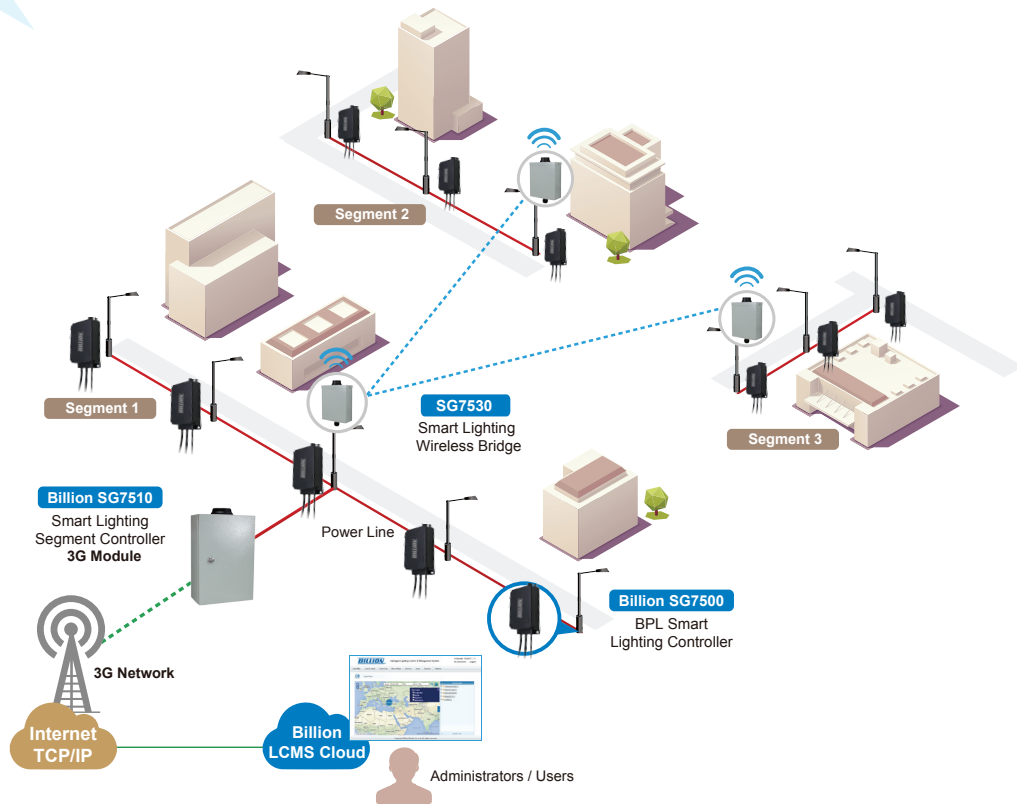 Segment 2
Segment 1
SG7530
Smart Lighting
Wireless Bridge
Segment 3
Billion SG7510
Smart Lighting
Segment Controller
3G Module
Power Line
Billion SG7500
BPL Smart
Lighting Controller
3G Network
BILLION
Internet
TCP/IP
Billion
LCMS Cloud
Administrators / Users